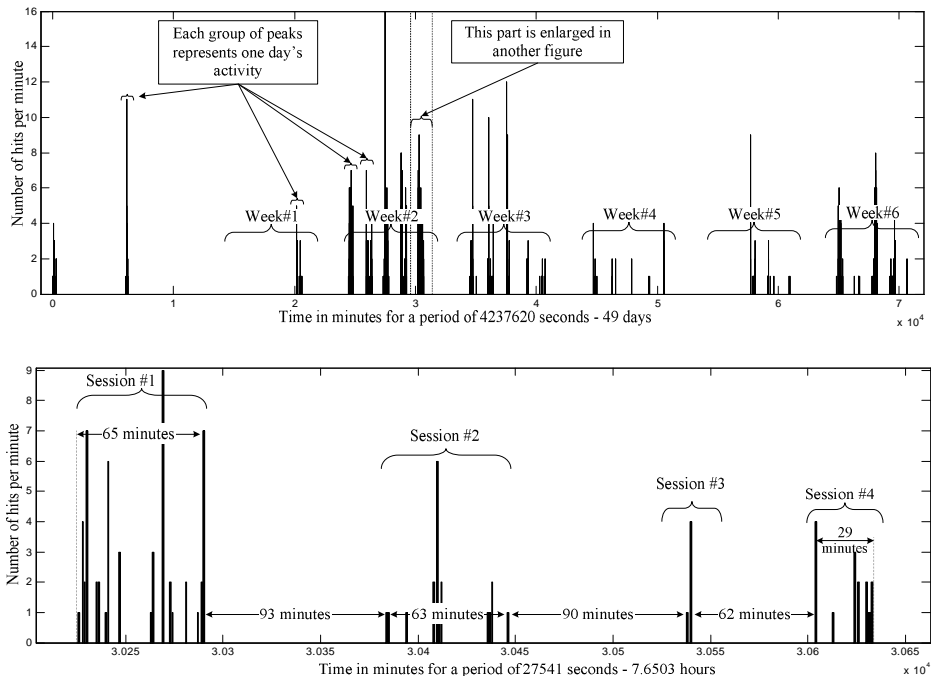 16
14
12
10
8
6
4
2
0
Number of hits per minute
Each group of peaks
represents one day's
activity
This part is enlarged in
another figure
Week#1
Week#2
Week#3
Week#4
Week#5
Week#6
0 1 2 3 4 5 6 7
x 10⁴
Time in minutes for a period of 4237620 seconds - 49 days
9
8
7
6
5
4
3
2
1
0
Number of hits per minute
Session #1
65 minutes
Session #2
Session #3
Session #4
29
minutes
93 minutes
63 minutes
90 minutes
62 minutes
3.025 3.03 3.035 3.04 3.045 3.05 3.055 3.06 3.065
x 10⁴
Time in minutes for a period of 27541 seconds - 7.6503 hours